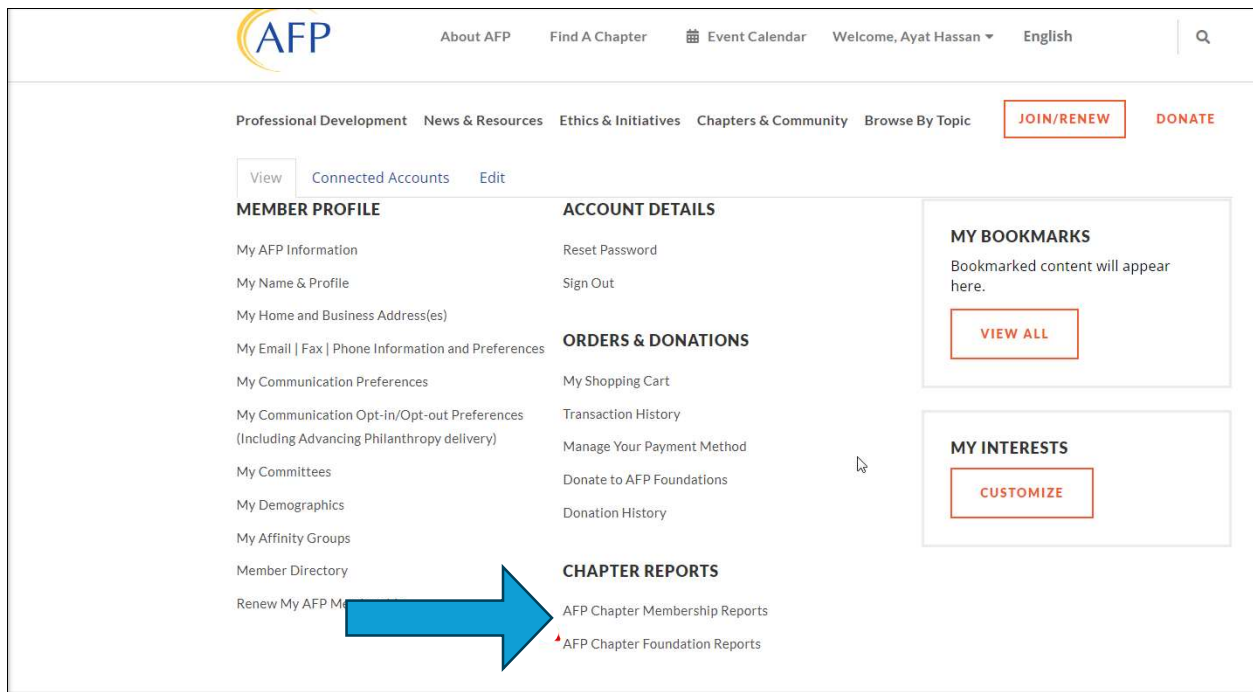 AFP
About AFP Find A Chapter Event Calendar Welcome, Ayat Hassan English
Professional Development News & Resources Ethics & Initiatives Chapters & Community Browse By Topic JOIN/RENEW DONATE
View Connected Accounts Edit
MEMBER PROFILE
My AFP Information
My Name & Profile
My Home and Business Address(es)
My Email | Fax | Phone Information and Preferences
My Communication Preferences
My Communication Opt-in/Opt-out Preferences
(Including Advancing Philanthropy delivery)
My Committees
My Demographics
My Affinity Groups
Member Directory
Renew My AFP
ACCOUNT DETAILS
Reset Password
Sign Out
ORDERS & DONATIONS
My Shopping Cart
Transaction History
Manage Your Payment Method
Donate to AFP Foundations
Donation History
CHAPTER REPORTS
AFP Chapter Membership Reports
AFP Chapter Foundation Reports
MY BOOKMARKS
Bookmarked content will appear
here.
VIEW ALL
MY INTERESTS
CUSTOMIZE